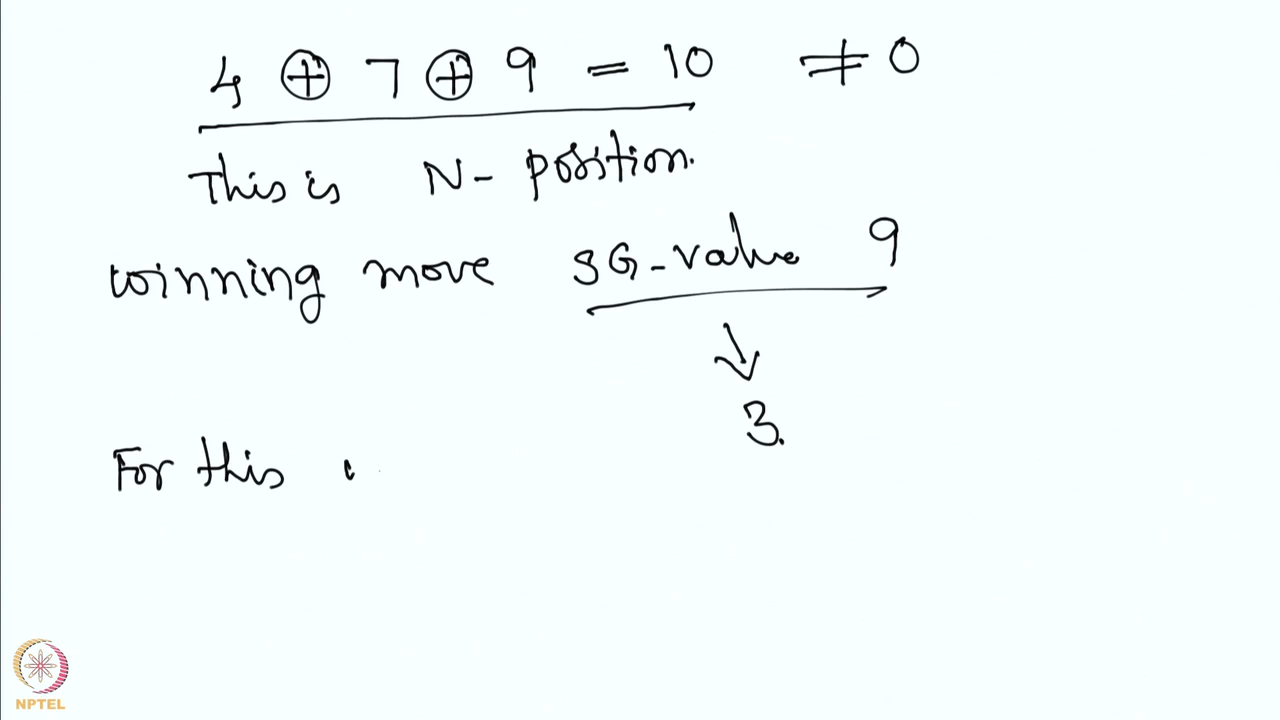 4 ⊕ 7 ⊕ 9 = 10 ≠ 0
This is N- position.
winning move SG-value 9
↓
3.
For this
NPTEL